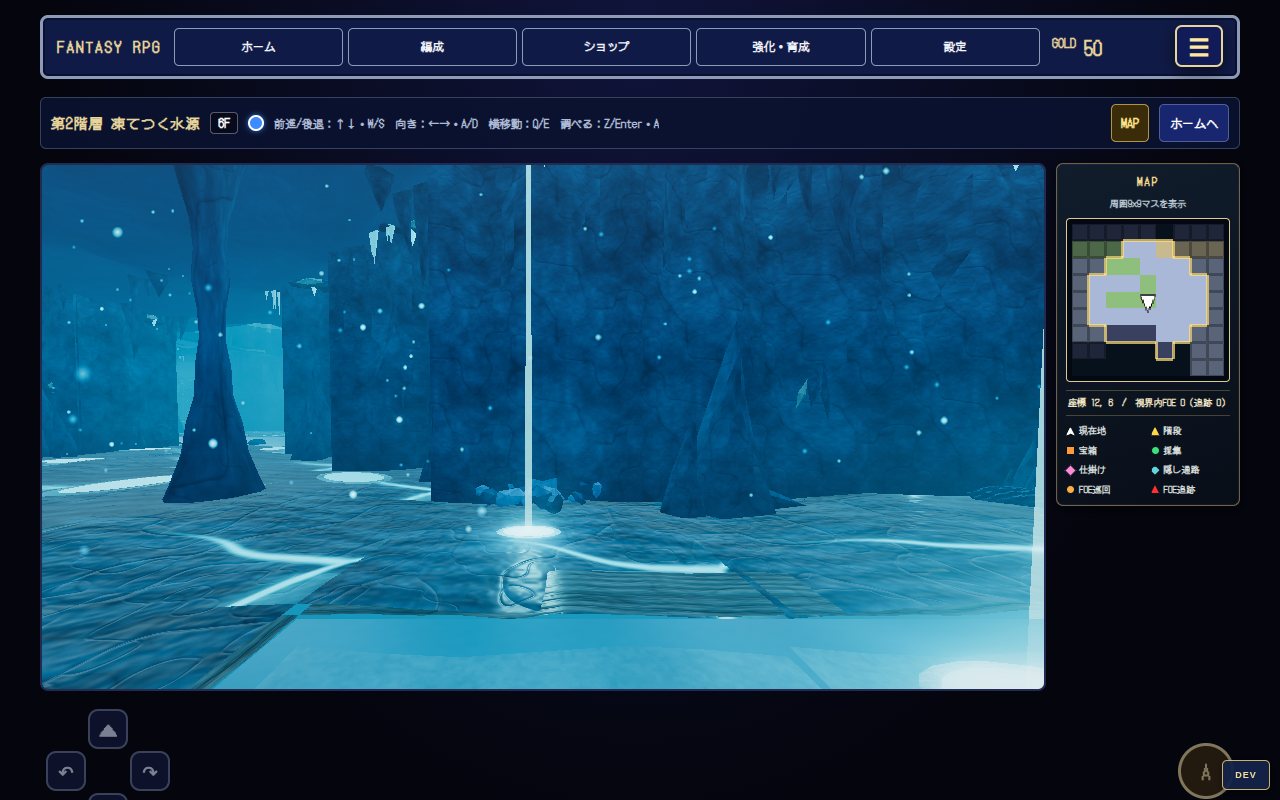 FANTASY RPG
ホーム
編成
ショップ
強化・育成
設定
GOLD 50
第2階層 凍てつく水源
6F
前進/後退：↑↓・W/S 向き：←→・A/D 横移動：Q/E 調べる：Z/Enter・A
MAP
ホームへ
MAP
周囲9x9マスを表示
座標 12, 6 / 視界内FOE 0 (追跡 0)
現在地
階段
宝箱
採集
仕掛け
隠し通路
FOE巡回
FOE追跡
A
DEV